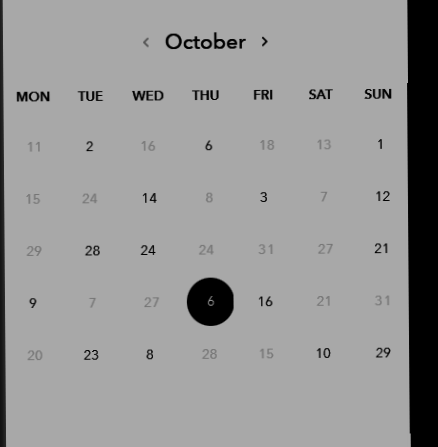 ‹ October ›
MON TUE WED THU FRI SAT SUN
11 2 16 6 18 13 1
15 24 14 8 3 7 12
29 28 24 24 31 27 21
9 7 27 6 16 21 31
20 23 8 28 15 10 29